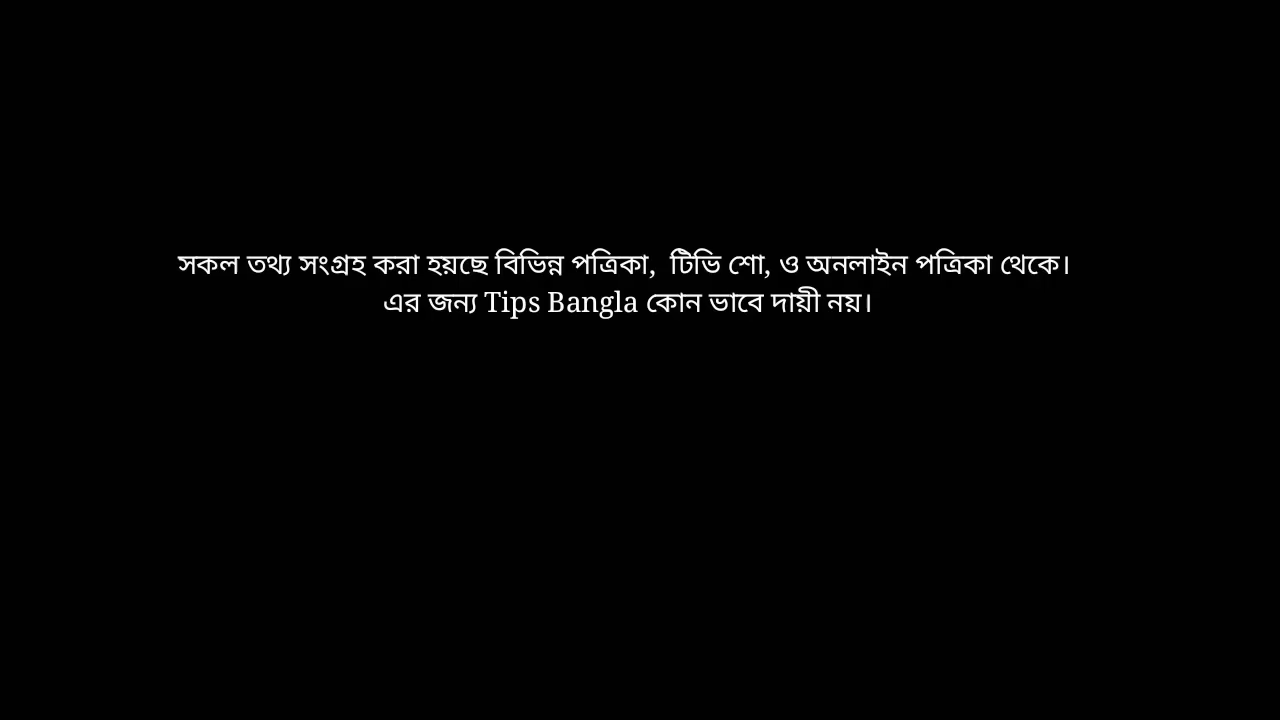 সকল তথ্য সংগ্রহ করা হয়ছে বিভিন্ন পত্রিকা,  টিভি শো, ও অনলাইন পত্রিকা থেকে।
এর জন্য Tips Bangla কোন ভাবে দায়ী নয়।